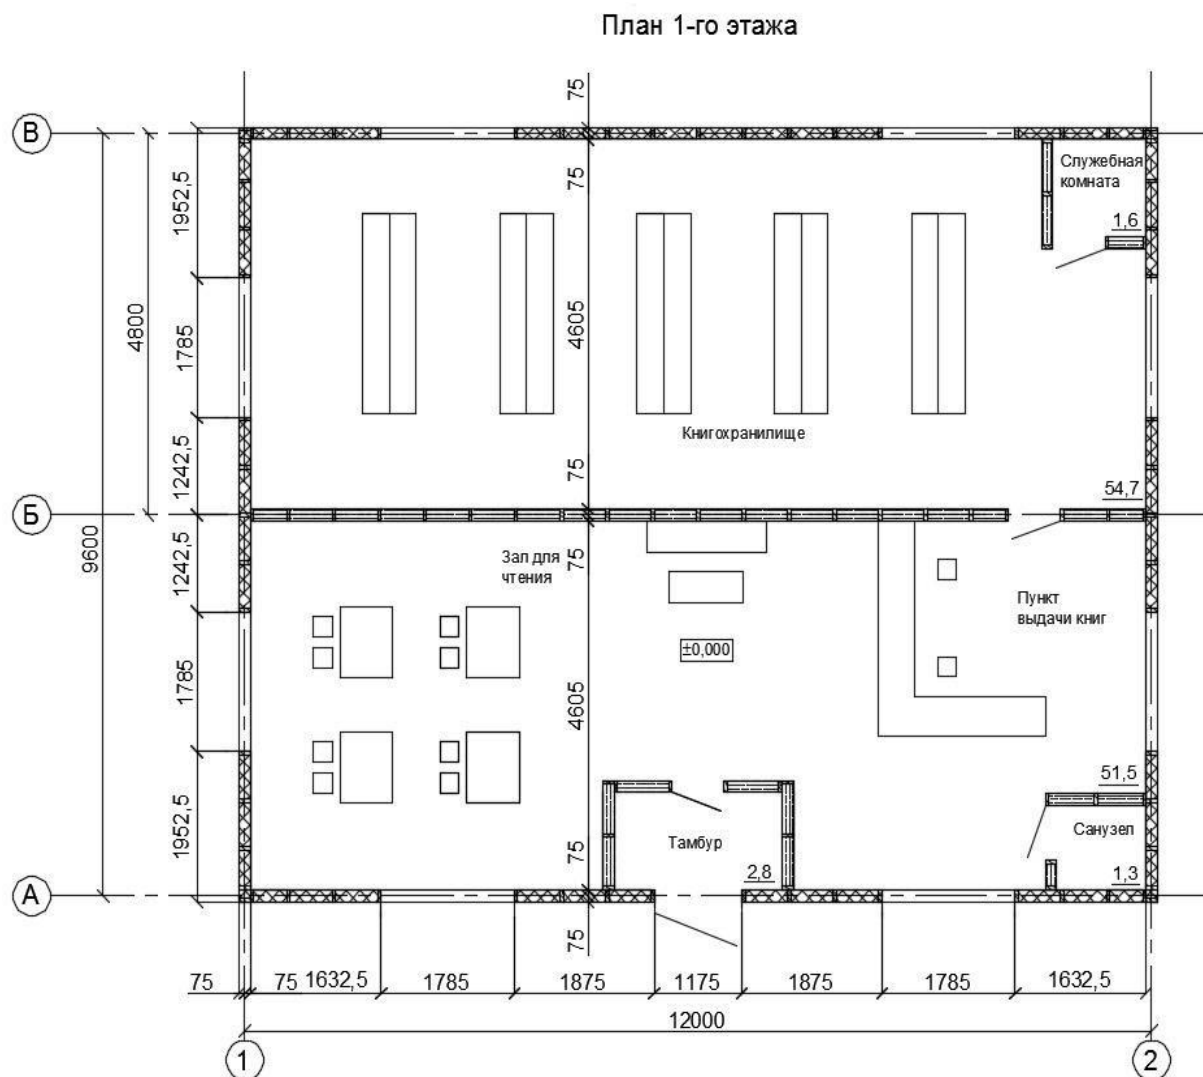 План 1-го этажа
75
В
Служебная
комната
1952,5
75
1,6
4800
1785
4605
Книгохранилище
1242,5
75
54,7
Б
9600
1242,5
75
Зал для
чтения
Пункт
выдачи книг
±0,000
1785
4605
51,5
1952,5
75
Тамбур
Санузел
2,8
1,3
А
75
75
75
1632,5
1785
1875
1175
1875
1785
1632,5
12000
1
2